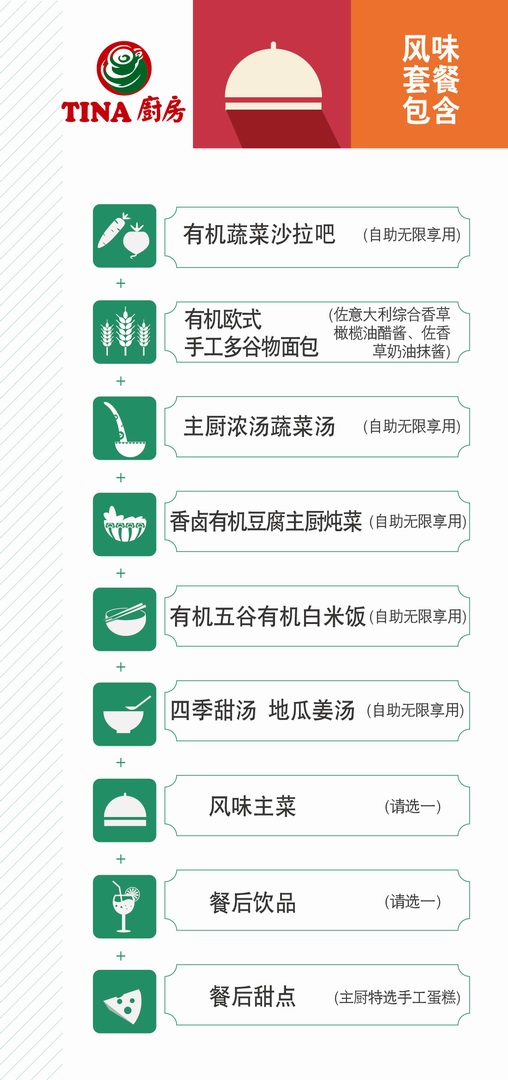 TINA 廚房
风味
套餐
包含
有机蔬菜沙拉吧 (自助无限享用)
+
有机欧式
手工多谷物面包
(佐意大利综合香草
橄榄油醋酱、佐香
草奶油抹酱)
+
主厨浓汤蔬菜汤 (自助无限享用)
+
香卤有机豆腐主厨炖菜 (自助无限享用)
+
有机五谷有机白米饭 (自助无限享用)
+
四季甜汤 地瓜姜汤 (自助无限享用)
+
风味主菜 (请选一)
+
餐后饮品 (请选一)
+
餐后甜点 (主厨特选手工蛋糕)